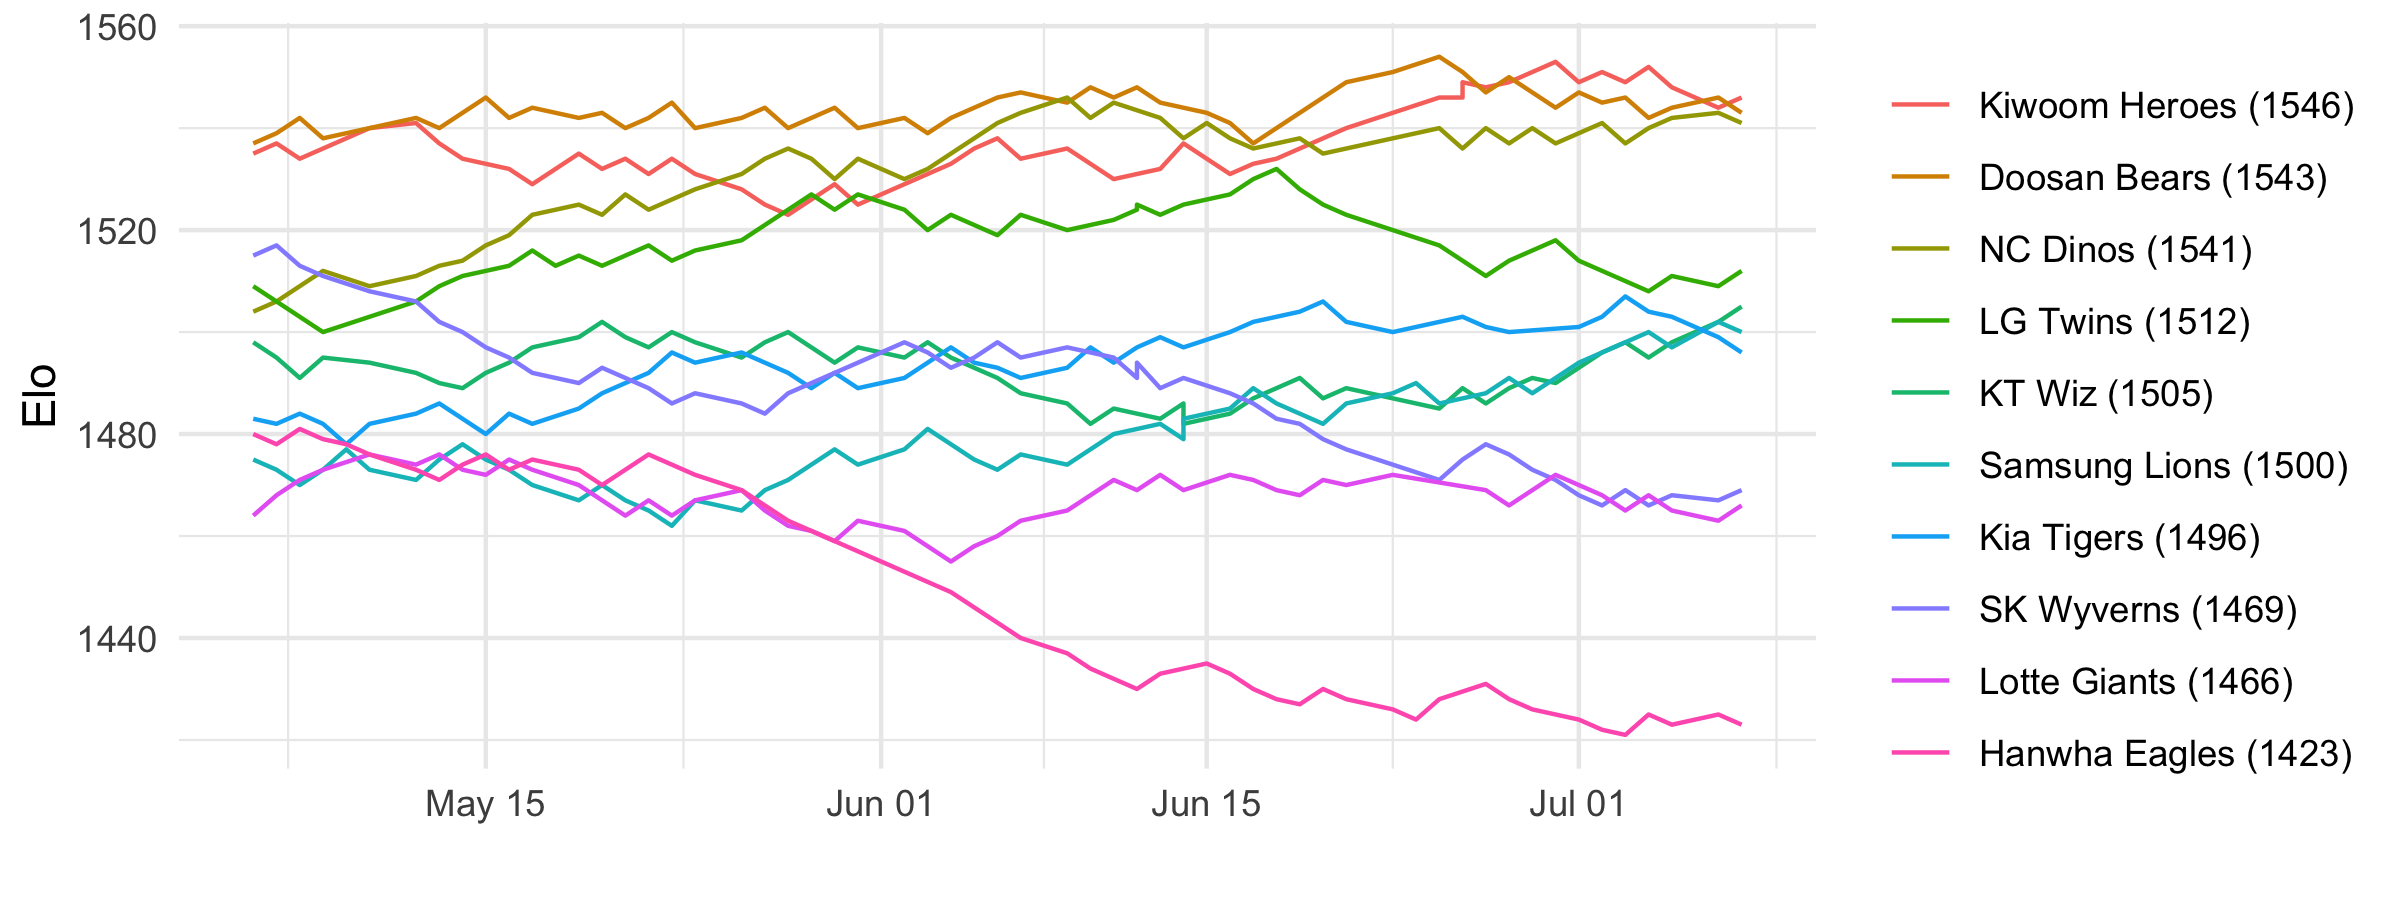 1560
1520
1480
1440
Elo
May 15
Jun 01
Jun 15
Jul 01
Kiwoom Heroes (1546)
Doosan Bears (1543)
NC Dinos (1541)
LG Twins (1512)
KT Wiz (1505)
Samsung Lions (1500)
Kia Tigers (1496)
SK Wyverns (1469)
Lotte Giants (1466)
Hanwha Eagles (1423)